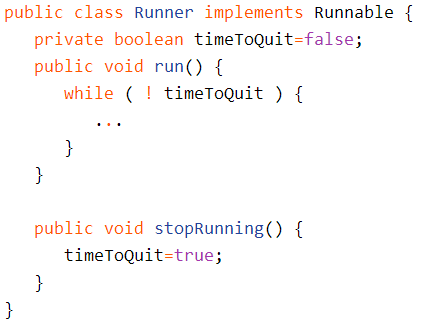 public class Runner implements Runnable {
   private boolean timeToQuit=false;
   public void run() {
      while ( ! timeToQuit ) {
         ...
      }
   }

   public void stopRunning() {
      timeToQuit=true;
   }
}